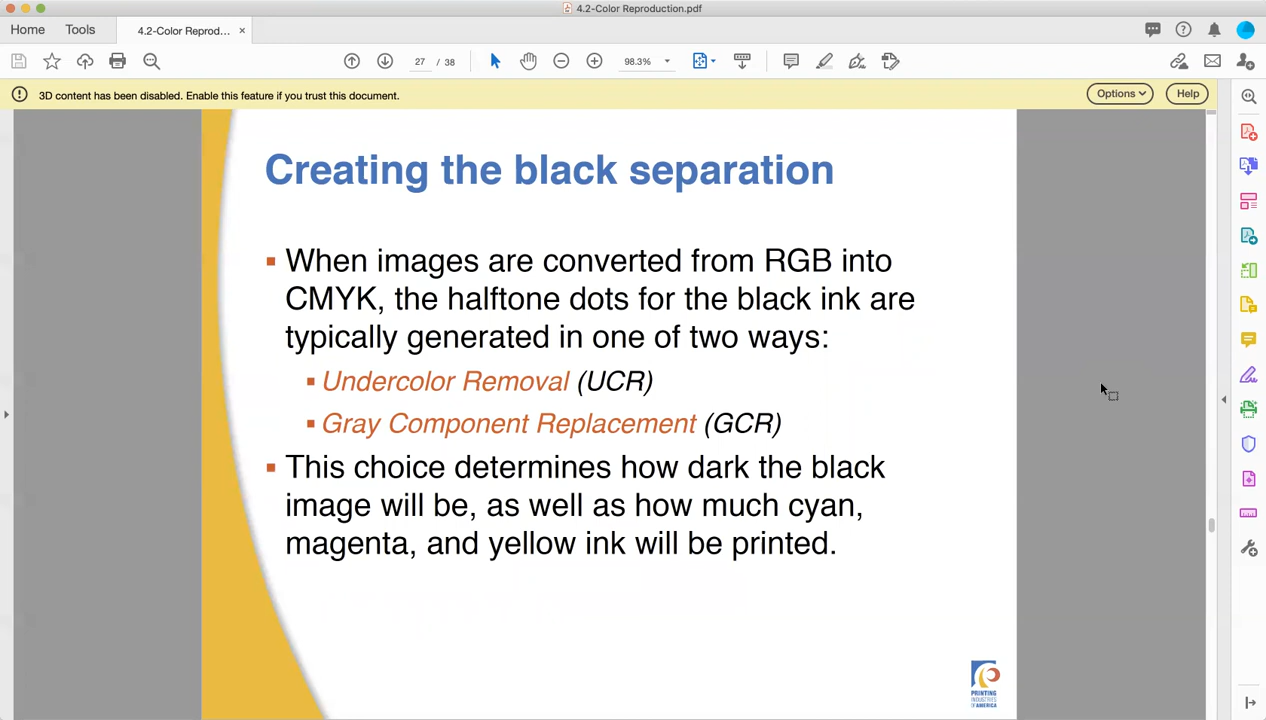 4.2-Color Reproduction.pdf
Home
Tools
4.2-Color Reprod...
27 / 38
98.3%
3D content has been disabled. Enable this feature if you trust this document.
Options
Help
Creating the black separation
When images are converted from RGB into
CMYK, the halftone dots for the black ink are
typically generated in one of two ways:
Undercolor Removal (UCR)
Gray Component Replacement (GCR)
This choice determines how dark the black
image will be, as well as how much cyan,
magenta, and yellow ink will be printed.
PRINTING
INDUSTRIES
OF AMERICA